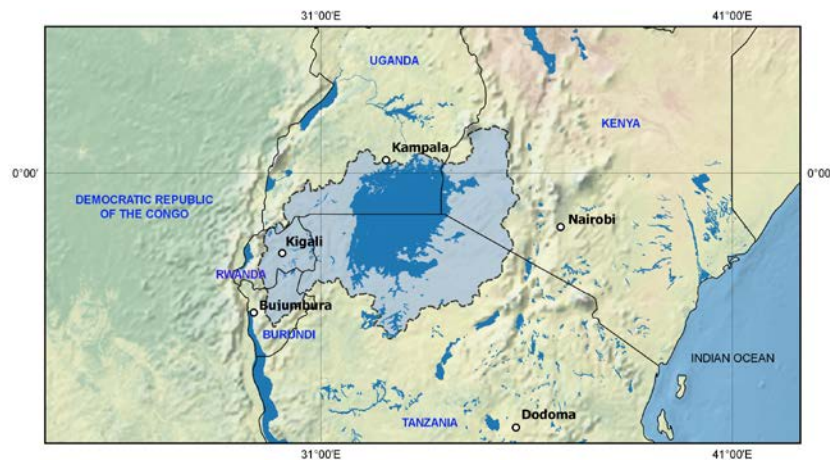 31°00'E
41°00'E
UGANDA
KENYA
Kampala
0°00'
0°00'
DEMOCRATIC REPUBLIC
OF THE CONGO
Nairobi
Kigali
RWANDA
Bujumbura
BURUNDI
INDIAN OCEAN
Dodoma
TANZANIA
31°00'E
41°00'E